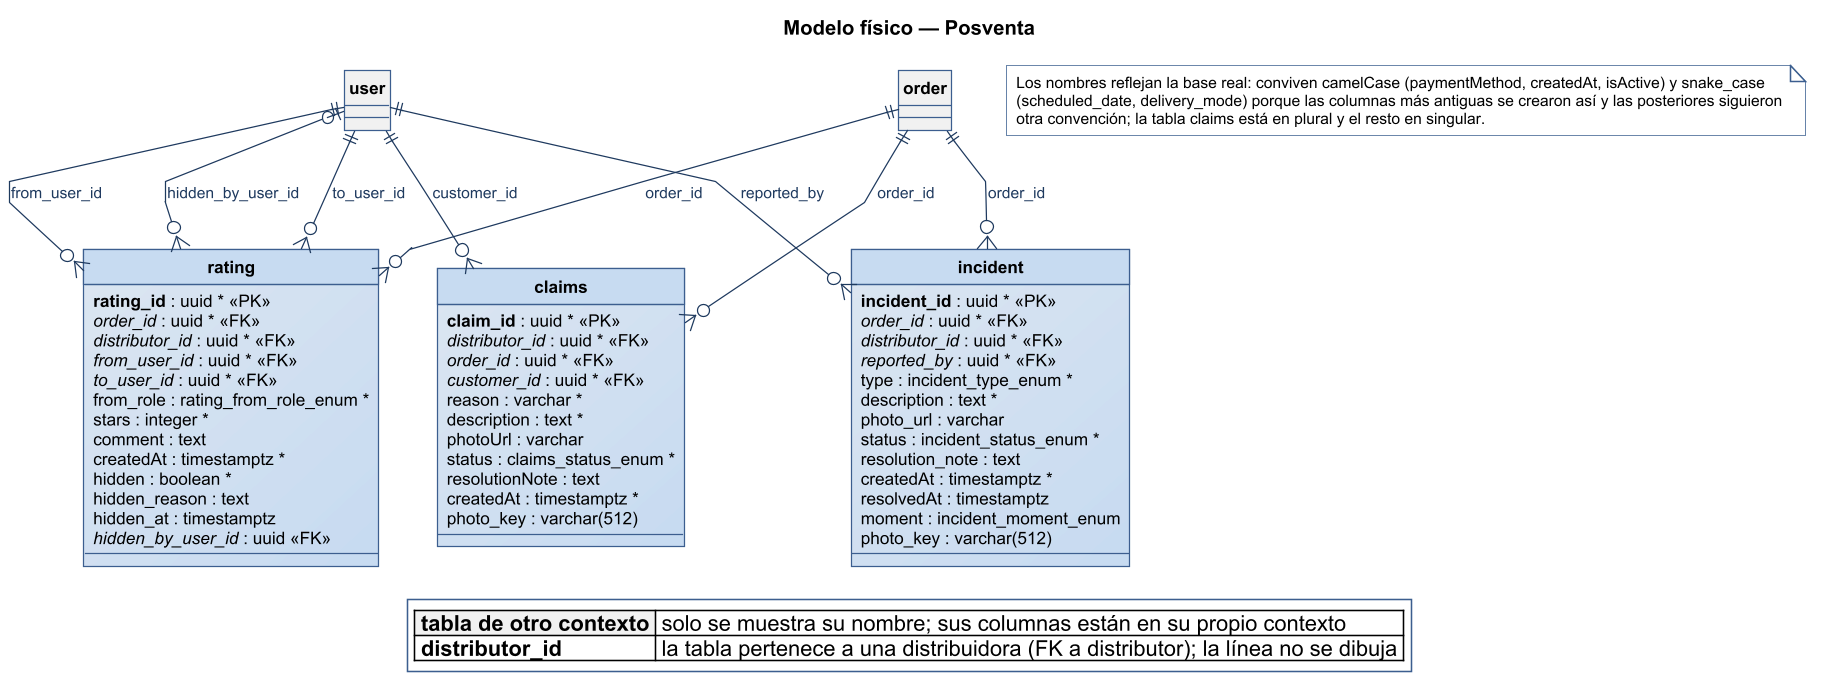 Modelo físico — Posventa
user
order
Los nombres reflejan la base real: conviven camelCase (paymentMethod, createdAt, isActive) y snake_case
(scheduled_date, delivery_mode) porque las columnas más antiguas se crearon así y las posteriores siguieron
otra convención; la tabla claims está en plural y el resto en singular.
from_user_id
hidden_by_user_id
to_user_id
customer_id
order_id
reported_by
order_id
order_id
rating
rating_id : uuid * «PK»
order_id : uuid * «FK»
distributor_id : uuid * «FK»
from_user_id : uuid * «FK»
to_user_id : uuid * «FK»
from_role : rating_from_role_enum *
stars : integer *
comment : text
createdAt : timestamptz *
hidden : boolean *
hidden_reason : text
hidden_at : timestamptz
hidden_by_user_id : uuid «FK»
claims
claim_id : uuid * «PK»
distributor_id : uuid * «FK»
order_id : uuid * «FK»
customer_id : uuid * «FK»
reason : varchar *
description : text *
photoUrl : varchar
status : claims_status_enum *
resolutionNote : text
createdAt : timestamptz *
photo_key : varchar(512)
incident
incident_id : uuid * «PK»
order_id : uuid * «FK»
distributor_id : uuid * «FK»
reported_by : uuid * «FK»
type : incident_type_enum *
description : text *
photo_url : varchar
status : incident_status_enum *
resolution_note : text
createdAt : timestamptz *
resolvedAt : timestamptz
moment : incident_moment_enum
photo_key : varchar(512)
tabla de otro contexto solo se muestra su nombre; sus columnas están en su propio contexto
distributor_id la tabla pertenece a una distribuidora (FK a distributor); la línea no se dibuja